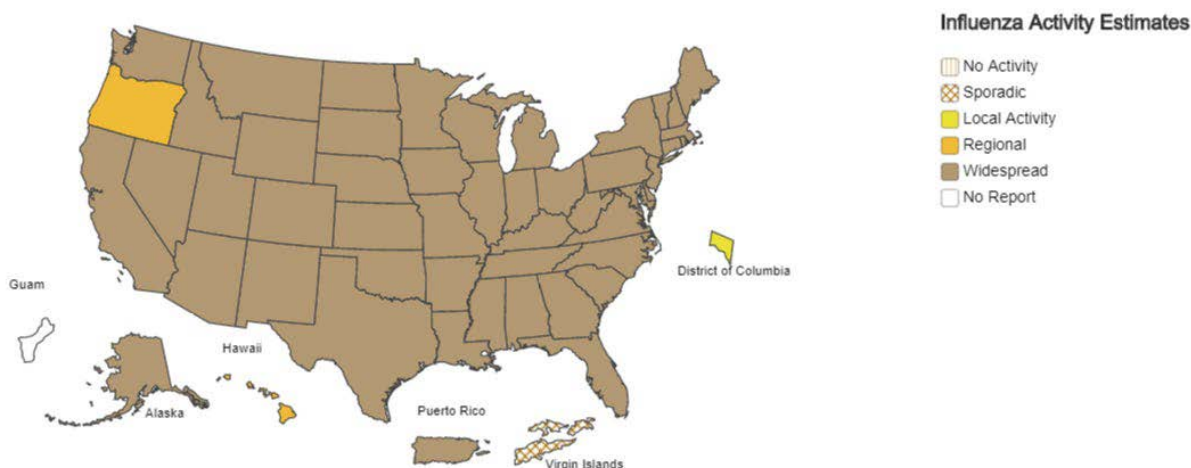 Influenza Activity Estimates
No Activity
Sporadic
Local Activity
Regional
Widespread
No Report
District of Columbia
Guam
Hawaii
Alaska
Puerto Rico
Virgin Islands